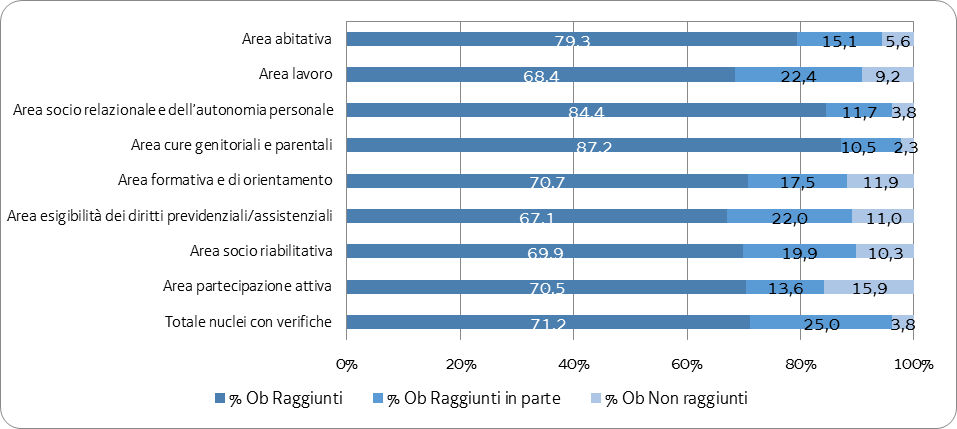 Area abitativa 79,3 15,1 5,6
Area lavoro 68,4 22,4 9,2
Area socio relazionale e dell'autonomia personale 84,4 11,7 3,8
Area cure genitoriali e parentali 87,2 10,5 2,3
Area formativa e di orientamento 70,7 17,5 11,9
Area esigibilità dei diritti previdenziali/assistenziali 67,1 22,0 11,0
Area socio riabilitativa 69,9 19,9 10,3
Area partecipazione attiva 70,5 13,6 15,9
Totale nuclei con verifiche 71,2 25,0 3,8
0% 20% 40% 60% 80% 100%
% Ob Raggiunti % Ob Raggiunti in parte % Ob Non raggiunti